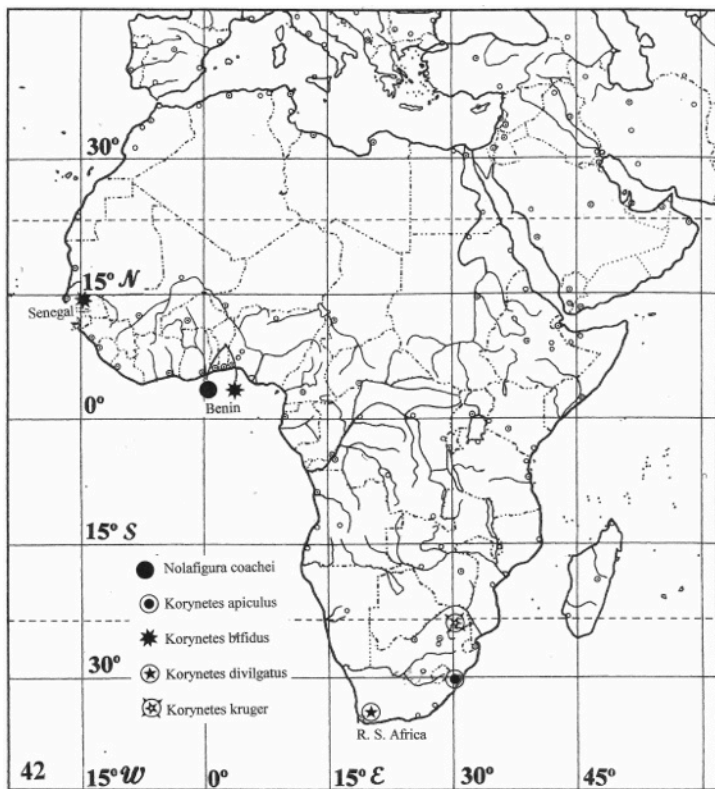 30°
15° N
Senegal
Benin
0°
15° S
Nolafigura coachei
Korynetes apiculus
Korynetes bifidus
Korynetes divilgatus
Korynetes kruger
30°
R. S. Africa
42
15° W
0°
15° E
30°
45°